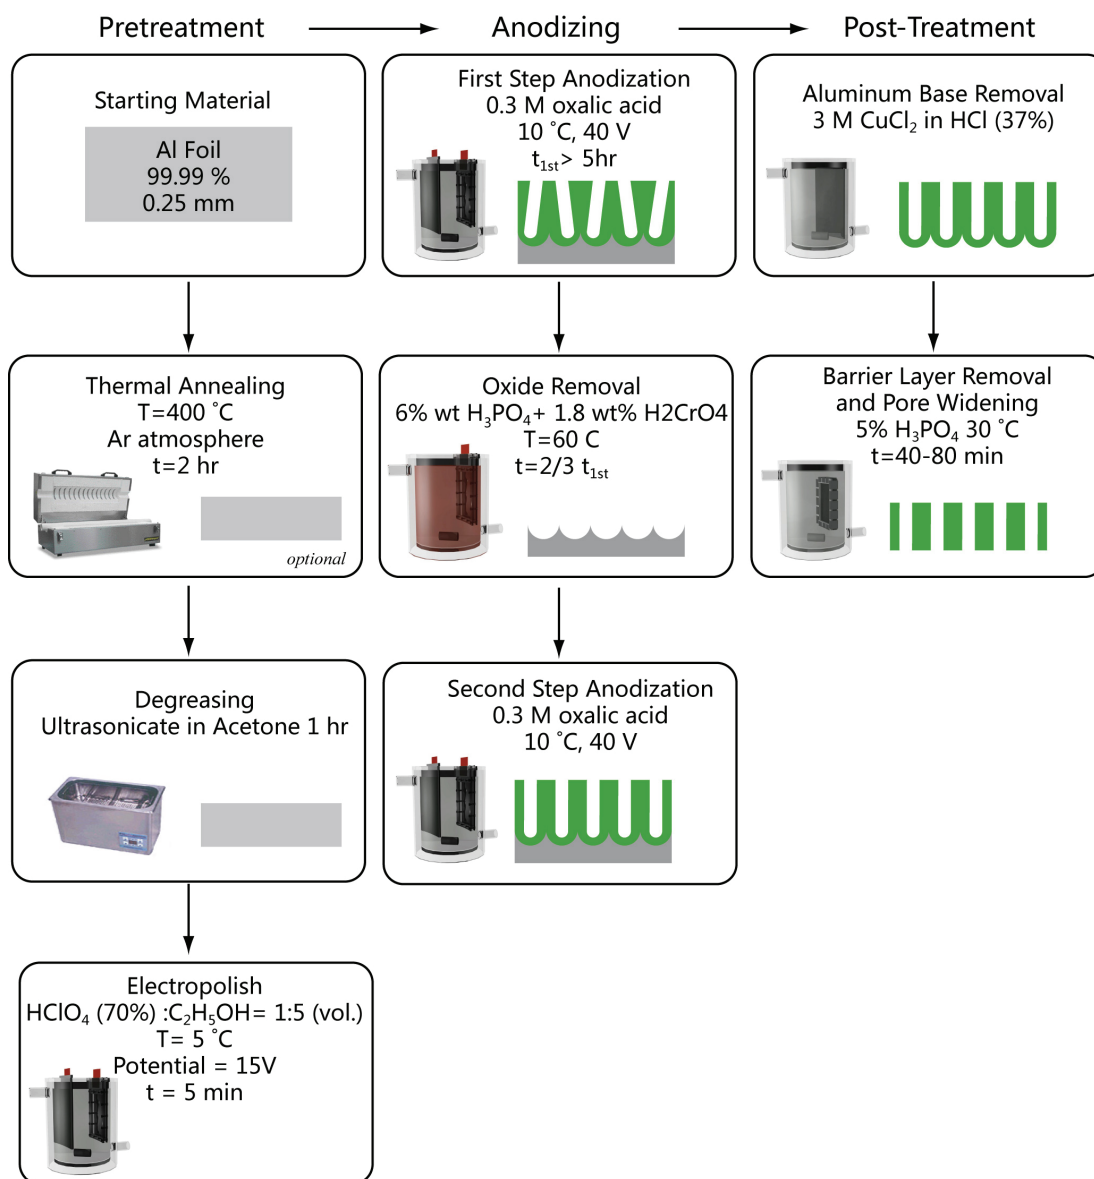 Pretreatment
Anodizing
Post-Treatment
Starting Material
Al Foil
99.99 %
0.25 mm
Thermal Annealing
T=400 ˚C
Ar atmosphere
t=2 hr
optional
Degreasing
Ultrasonicate in Acetone 1 hr
Electropolish
HClO₄ (70%) :C₂H₅OH= 1:5 (vol.)
T= 5 ˚C
Potential = 15V
t = 5 min
First Step Anodization
0.3 M oxalic acid
10 ˚C, 40 V
t₁ₛₜ> 5hr
Oxide Removal
6% wt H₃PO₄+ 1.8 wt% H2CrO4
T=60 C
t=2/3 t₁ₛₜ
Second Step Anodization
0.3 M oxalic acid
10 ˚C, 40 V
Aluminum Base Removal
3 M CuCl₂ in HCl (37%)
Barrier Layer Removal
and Pore Widening
5% H₃PO₄ 30 ˚C
t=40-80 min